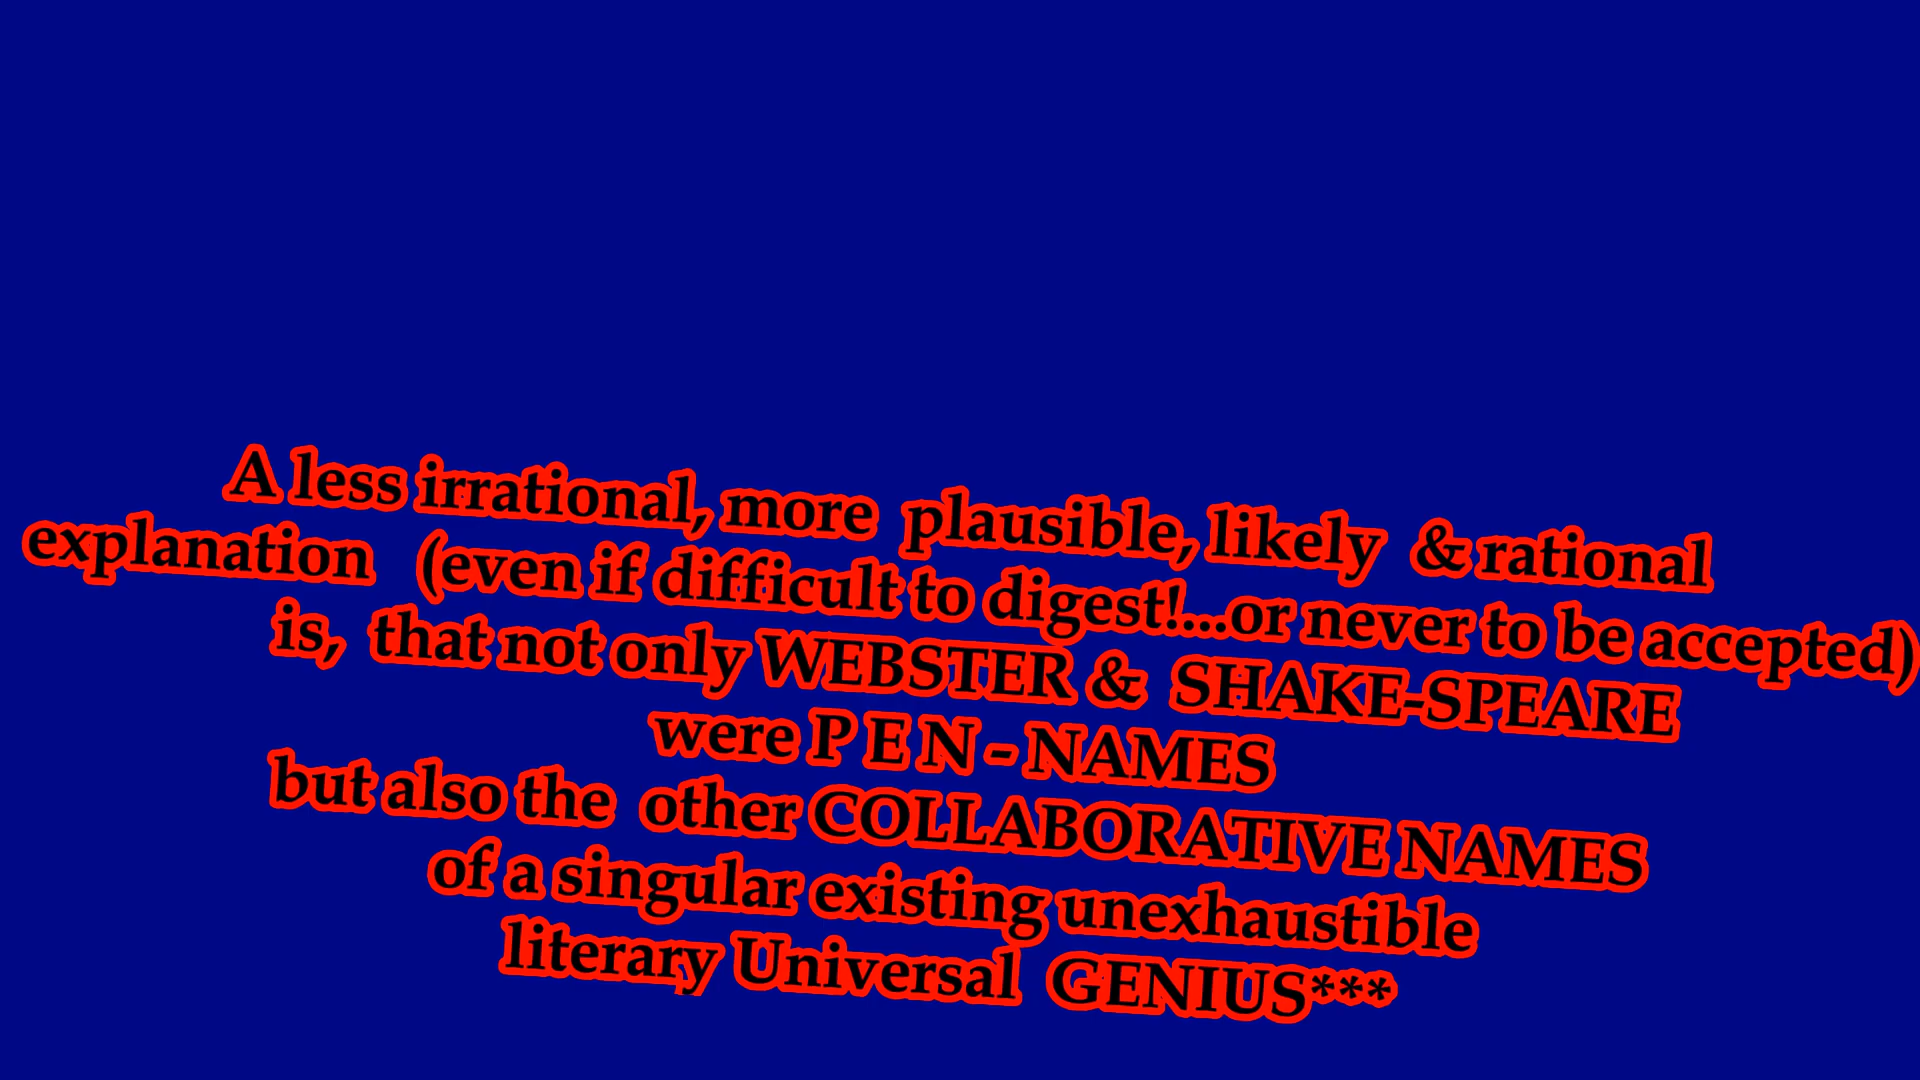 A less irrational, more plausible, likely & rational
explanation (even if difficult to digest!...or never to be accepted)
is, that not only WEBSTER & SHAKE-SPEARE
were P E N - NAMES
but also the other COLLABORATIVE NAMES
of a singular existing unexhaustible
literary Universal GENIUS***